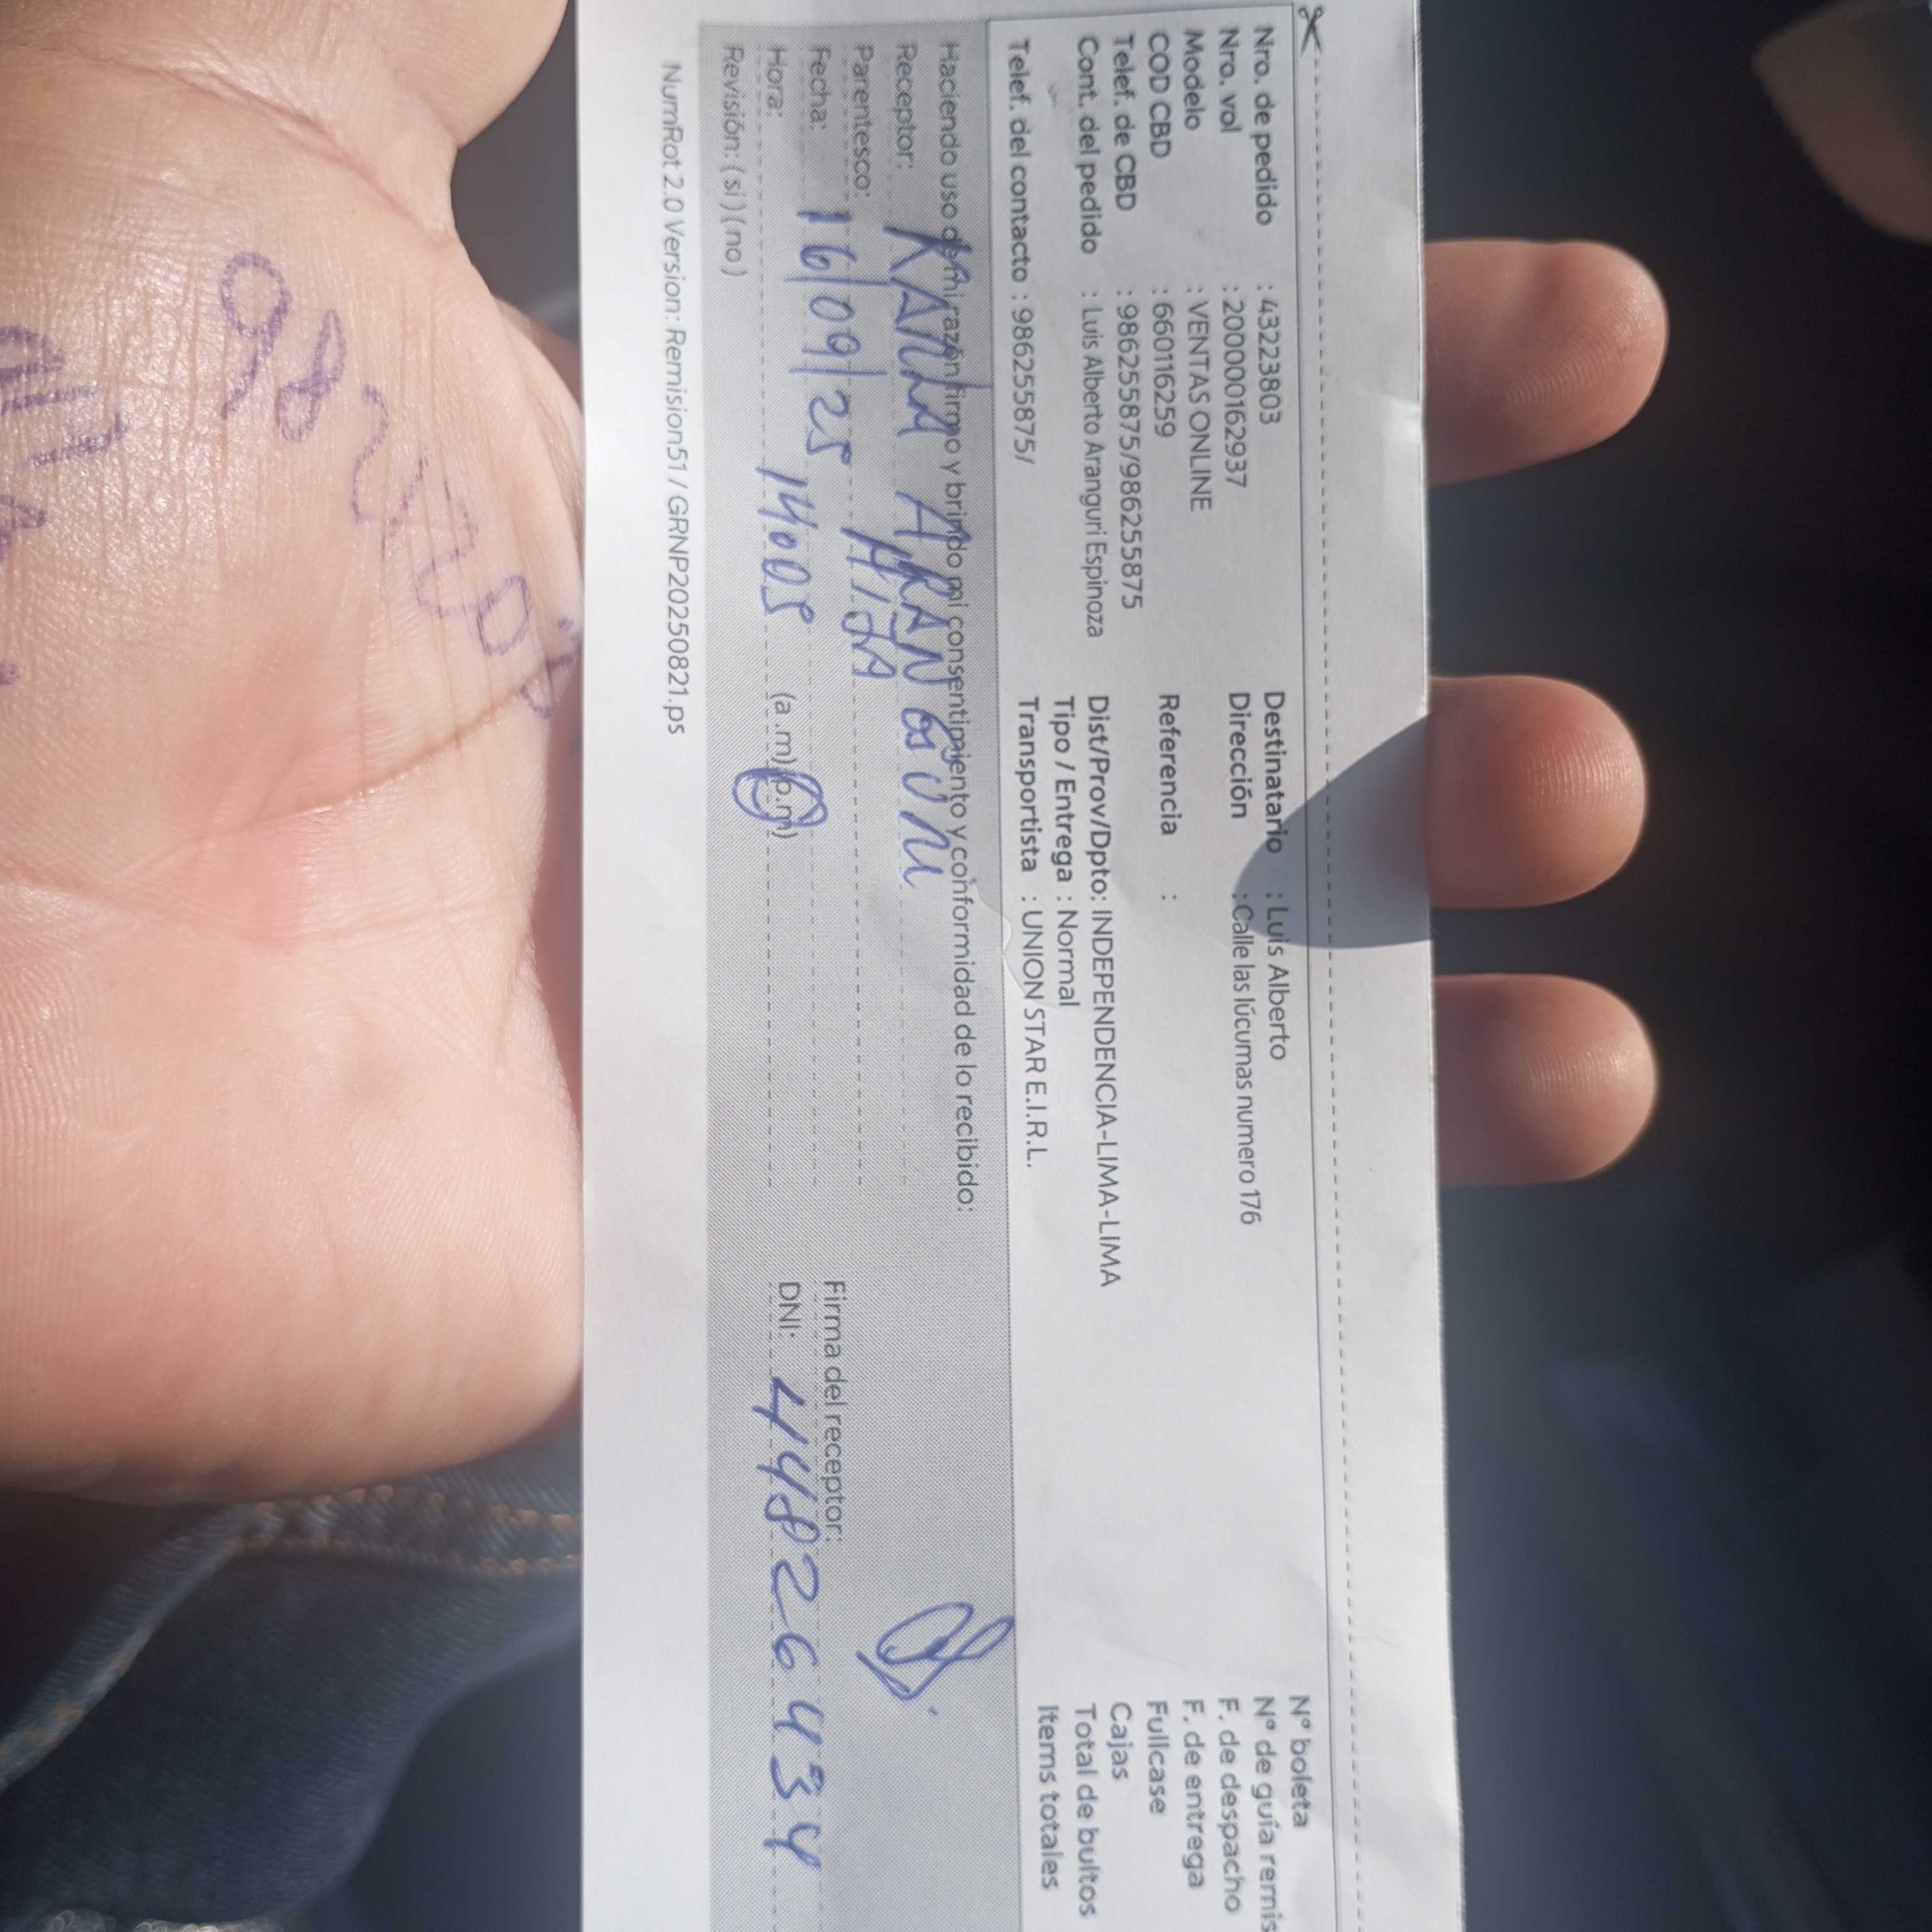 Nro. de pedido : 43223803
Nro. vol : 200000162937
Modelo : VENTAS ONLINE
COD CBD : 660116259
Telef. de CBD : 986255875/986255875
Cont. del pedido : Luis Alberto Aranguri Espinoza
Telef. del contacto : 986255875/
Destinatario : Luis Alberto
Dirección : Calle las lúcumas numero 176
Referencia :
Dist/Prov/Dpto: INDEPENDENCIA-LIMA-LIMA
Tipo / Entrega : Normal
Transportista : UNION STAR E.I.R.L.
N° boleta
N° de guía remis
F. de despacho
F. de entrega
Fullcase
Cajas
Total de bultos
Items totales
Haciendo uso de mi razón firmo y brindo mi consentimiento y conformidad de lo recibido:
Receptor:
Parentesco: HIJA
Fecha: 16/09/25
Hora: 14:05 (a.m) (p.m)
Revisión: (si) (no)
Firma del receptor:
DNI: 44826434
NumRot 2.0 Version: Remision51 / GRNP20250821.ps